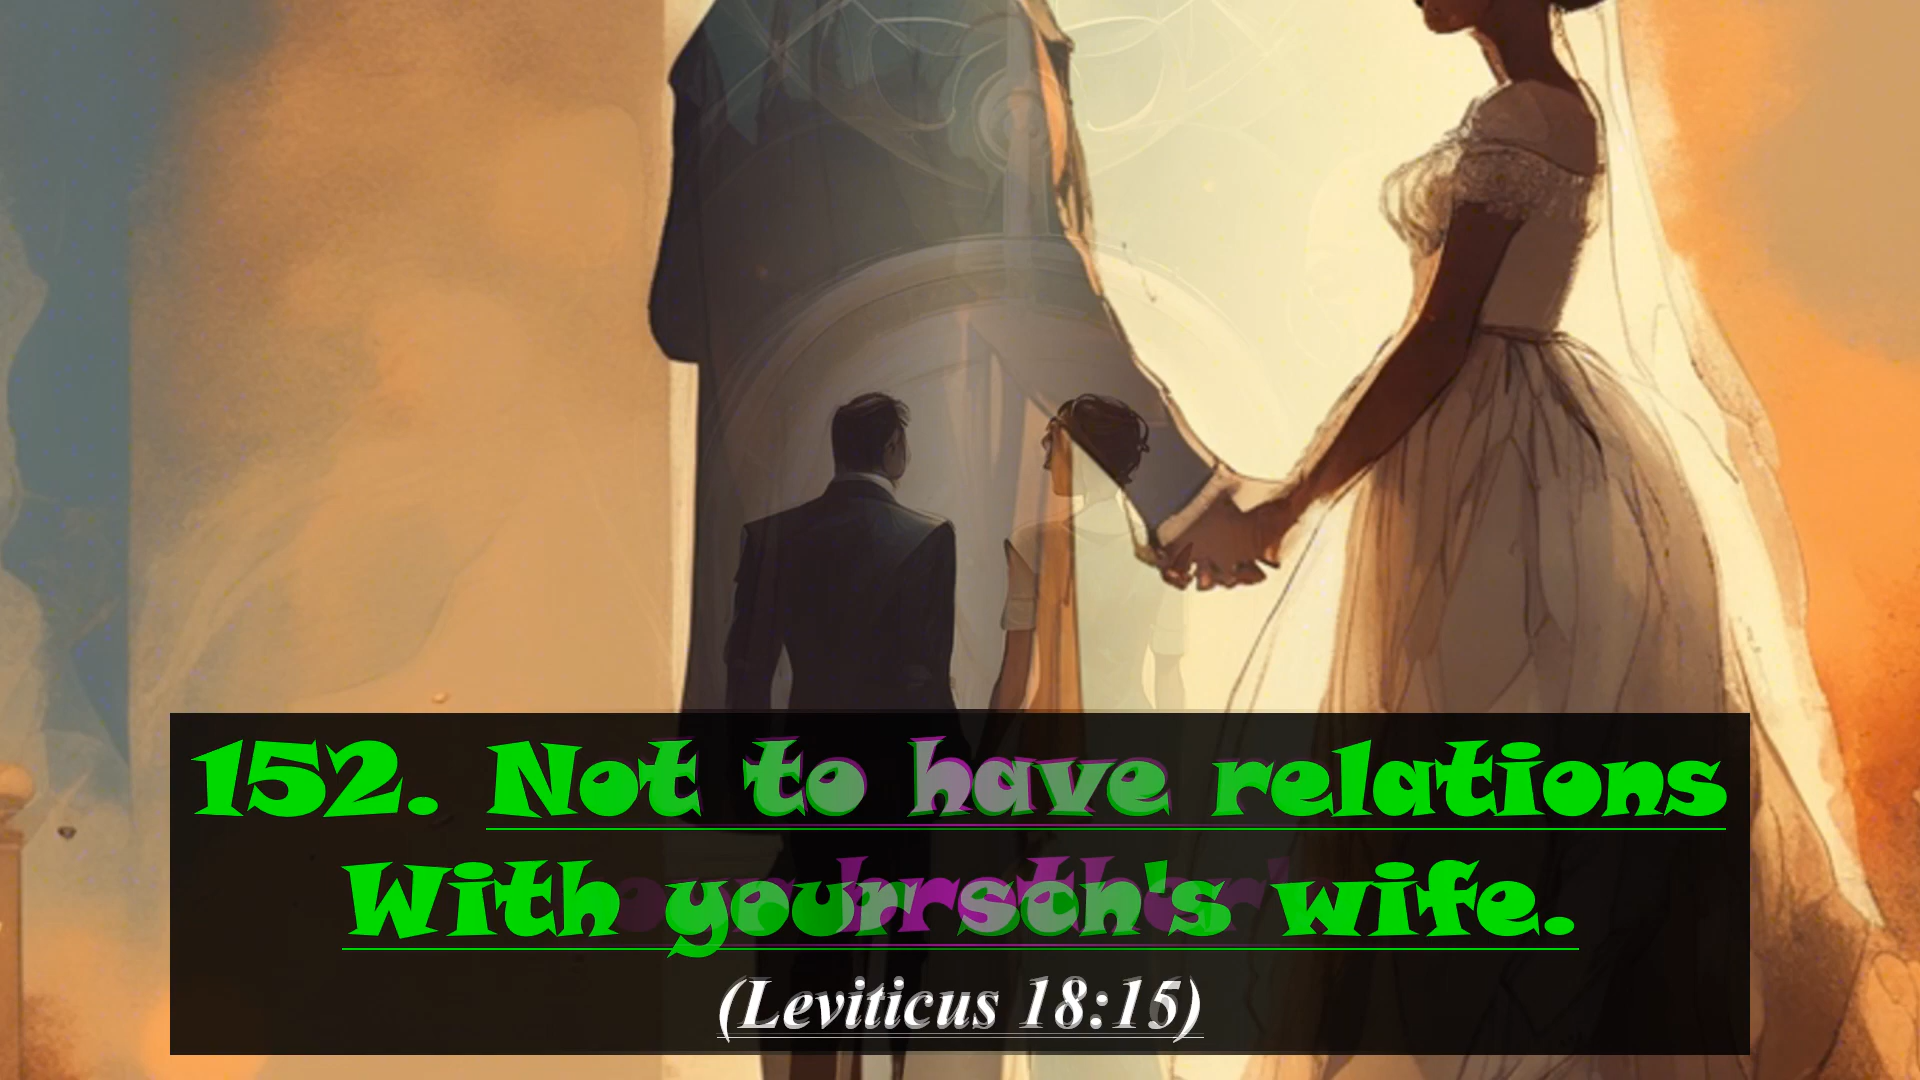 152. Not to have relations
With your son's wife.
(Leviticus 18:15)